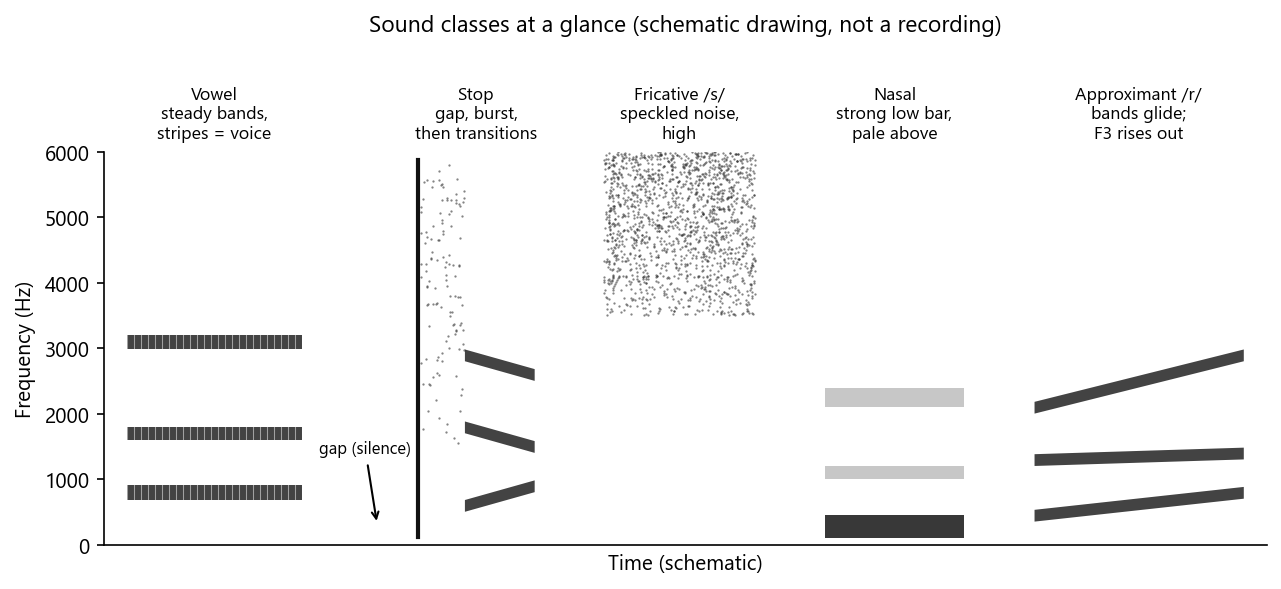 Sound classes at a glance (schematic drawing, not a recording)
Vowel
steady bands,
stripes = voice
Stop
gap, burst,
then transitions
Fricative /s/
speckled noise,
high
Nasal
strong low bar,
pale above
Approximant /r/
bands glide;
F3 rises out
6000
5000
4000
3000
2000
1000
0
Frequency (Hz)
gap (silence)
Time (schematic)